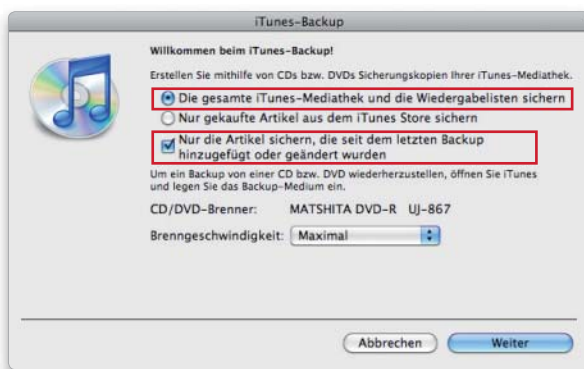 iTunes-Backup
Willkommen beim iTunes-Backup!
Erstellen Sie mithilfe von CDs bzw. DVDs Sicherungskopien Ihrer iTunes-Mediathek.
Die gesamte iTunes-Mediathek und die Wiedergabelisten sichern
Nur gekaufte Artikel aus dem iTunes Store sichern
Nur die Artikel sichern, die seit dem letzten Backup
hinzugefügt oder geändert wurden
Um ein Backup von einer CD bzw. DVD wiederherzustellen, öffnen Sie iTunes
und legen Sie das Backup-Medium ein.
CD/DVD-Brenner: MATSHITA DVD-R UJ-867
Brenngeschwindigkeit: Maximal
Abbrechen Weiter